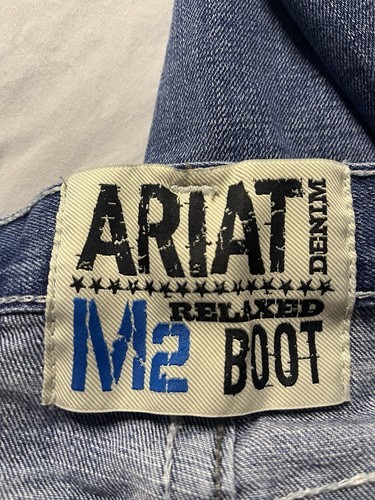 ARIAT DENIM
RELAXED
M2 BOOT